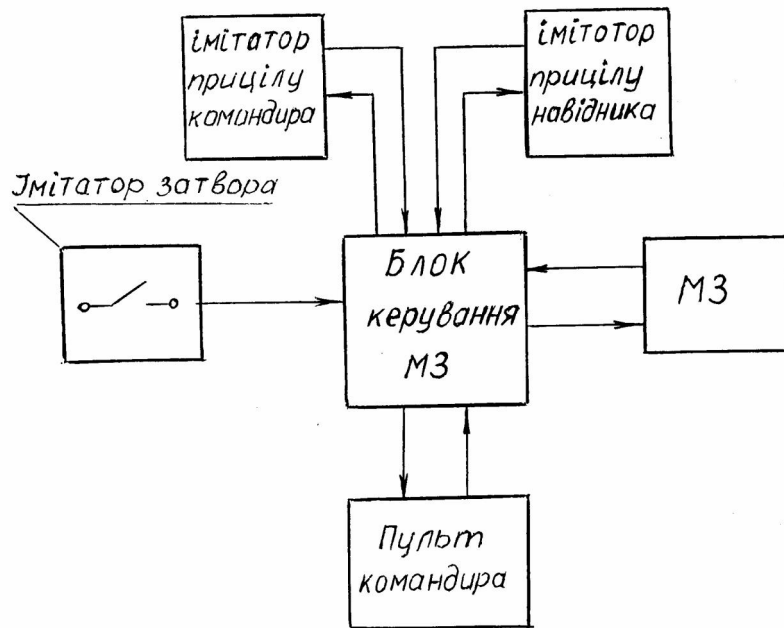 імітатор
прицілу
командира
імітотор
прицілу
навідника
Імітатор затвора
Блок
керування
МЗ
МЗ
Пульт
командира